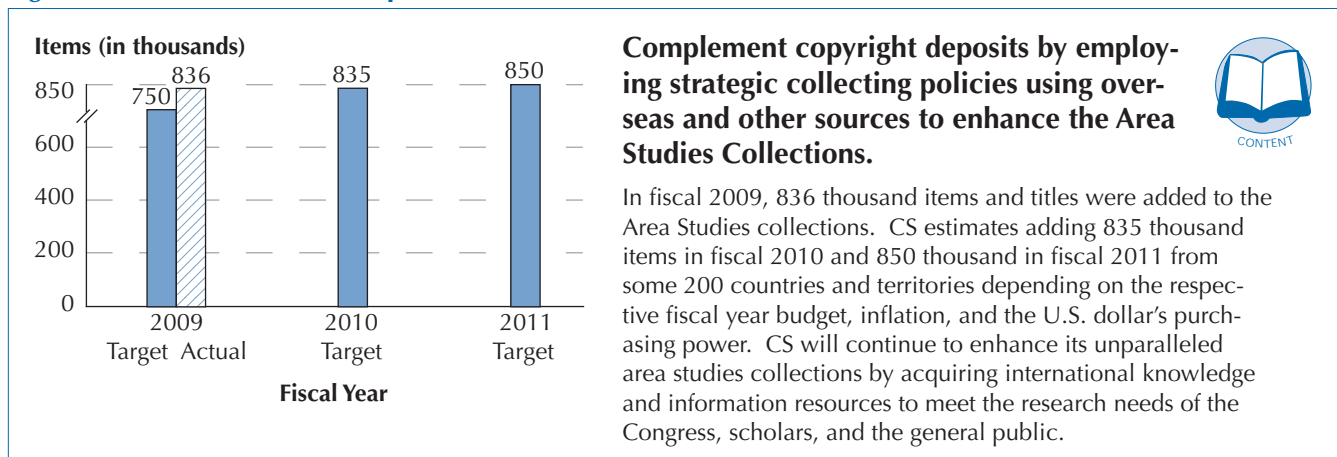 Items (in thousands)
850
600
400
200
0
750
836
835
850
2009
2010
2011
Target Actual
Target
Target
Fiscal Year
Complement copyright deposits by employ-
ing strategic collecting policies using over-
seas and other sources to enhance the Area
Studies Collections.
CONTENT
In fiscal 2009, 836 thousand items and titles were added to the
Area Studies collections. CS estimates adding 835 thousand
items in fiscal 2010 and 850 thousand in fiscal 2011 from
some 200 countries and territories depending on the respec-
tive fiscal year budget, inflation, and the U.S. dollar's purch-
asing power. CS will continue to enhance its unparalleled
area studies collections by acquiring international knowledge
and information resources to meet the research needs of the
Congress, scholars, and the general public.